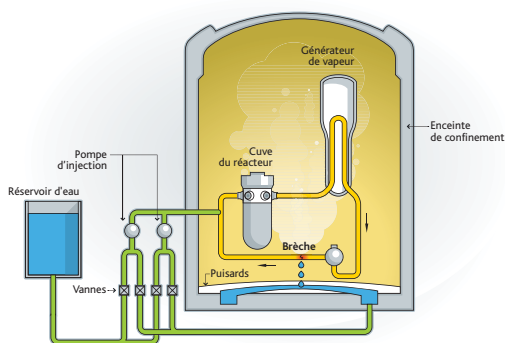 Générateur
de vapeur
Enceinte
de confinement
Cuve
du réacteur
Pompe
d'injection
Réservoir d'eau
Brèche
Puisards
Vannes